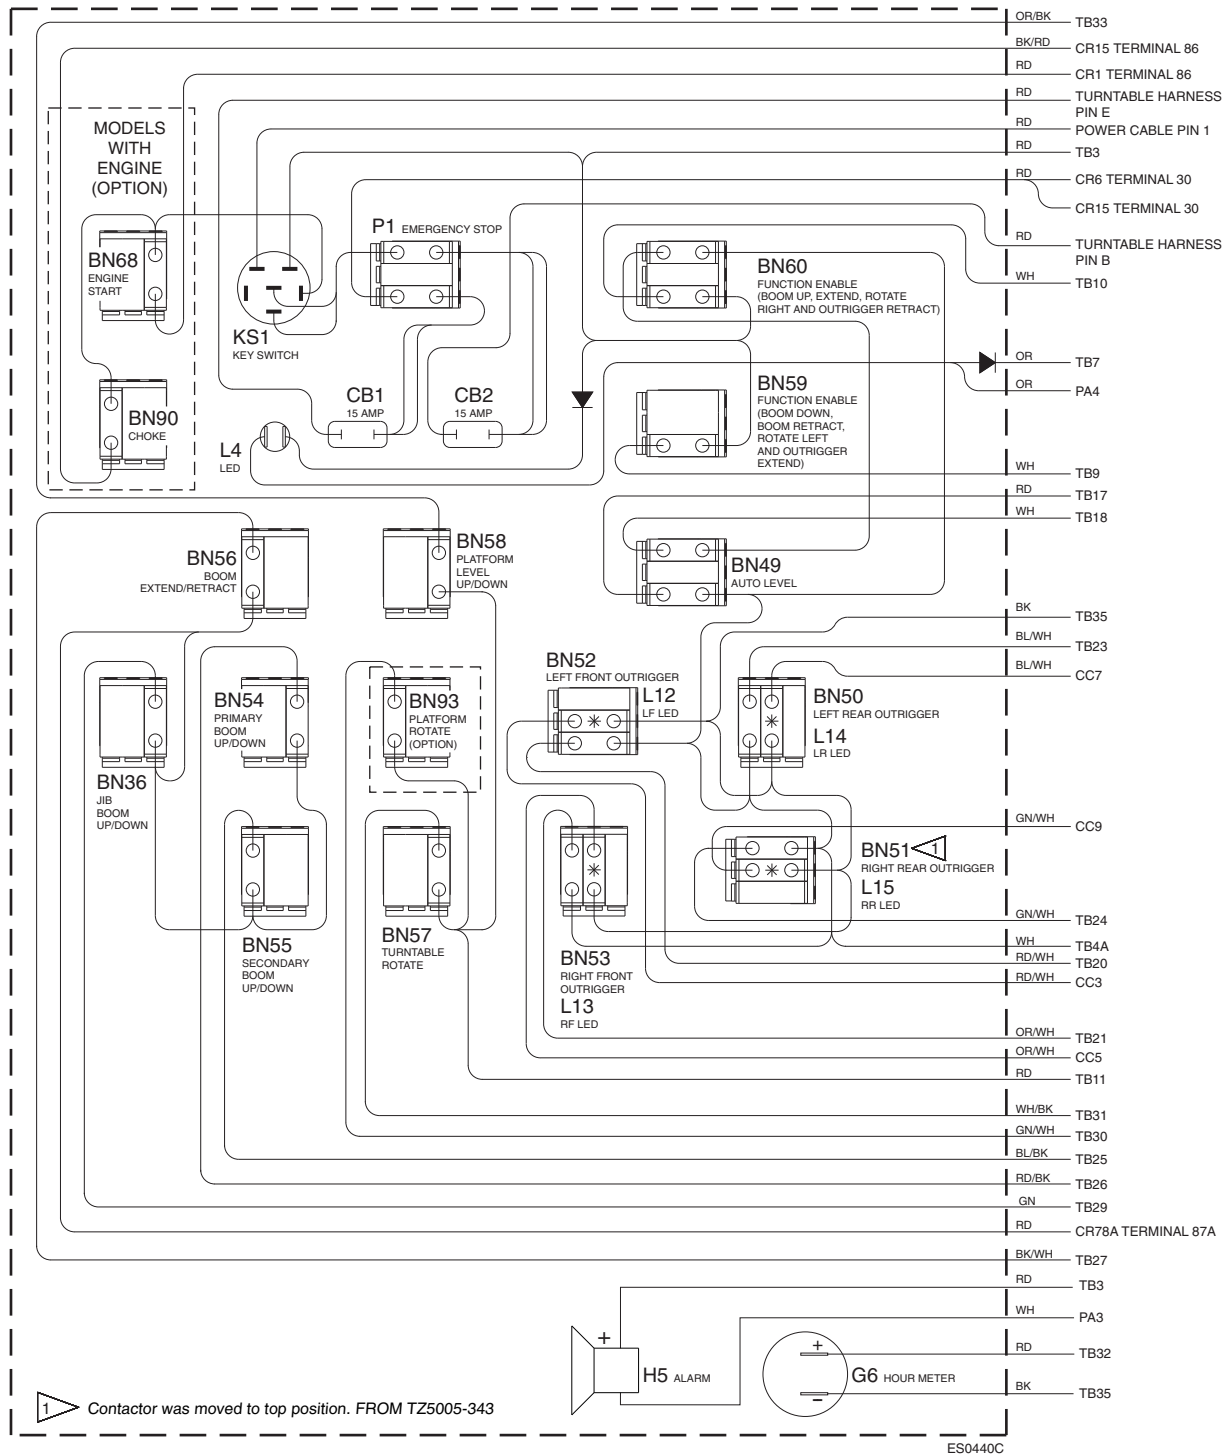 OR/BK
TB33
BK/RD
CR15 TERMINAL 86
RD
CR1 TERMINAL 86
RD
TURNTABLE HARNESS
PIN E
RD
POWER CABLE PIN 1
RD
TB3
RD
CR6 TERMINAL 30
CR15 TERMINAL 30
RD
TURNTABLE HARNESS
PIN B
WH
TB10
MODELS
WITH
ENGINE
(OPTION)
BN68
ENGINE
START
BN90
CHOKE
KS1
KEY SWITCH
P1 EMERGENCY STOP
CB1
15 AMP
CB2
15 AMP
L4
LED
BN60
FUNCTION ENABLE
(BOOM UP, EXTEND, ROTATE
RIGHT AND OUTRIGGER RETRACT)
OR
TB7
OR
PA4
BN59
FUNCTION ENABLE
(BOOM DOWN,
BOOM RETRACT,
ROTATE LEFT
AND OUTRIGGER
EXTEND)
WH
TB9
RD
TB17
WH
TB18
BN56
BOOM
EXTEND/RETRACT
BN58
PLATFORM
LEVEL
UP/DOWN
BN49
AUTO LEVEL
BK
TB35
BL/WH
TB23
BL/WH
CC7
BN36
JIB
BOOM
UP/DOWN
BN54
PRIMARY
BOOM
UP/DOWN
BN93
PLATFORM
ROTATE
(OPTION)
BN52
LEFT FRONT OUTRIGGER
L12
LF LED
BN50
LEFT REAR OUTRIGGER
L14
LR LED
GN/WH
CC9
BN51 1
RIGHT REAR OUTRIGGER
L15
RR LED
BN55
SECONDARY
BOOM
UP/DOWN
BN57
TURNTABLE
ROTATE
BN53
RIGHT FRONT
OUTRIGGER
L13
RF LED
GN/WH
TB24
WH
TB4A
RD/WH
TB20
RD/WH
CC3
OR/WH
TB21
OR/WH
CC5
RD
TB11
WH/BK
TB31
GN/WH
TB30
BL/BK
TB25
RD/BK
TB26
GN
TB29
RD
CR78A TERMINAL 87A
BK/WH
TB27
RD
TB3
WH
PA3
RD
TB32
BK
TB35
+
H5 ALARM
+
–
G6 HOUR METER
1 Contactor was moved to top position. FROM TZ5005-343
ES0440C